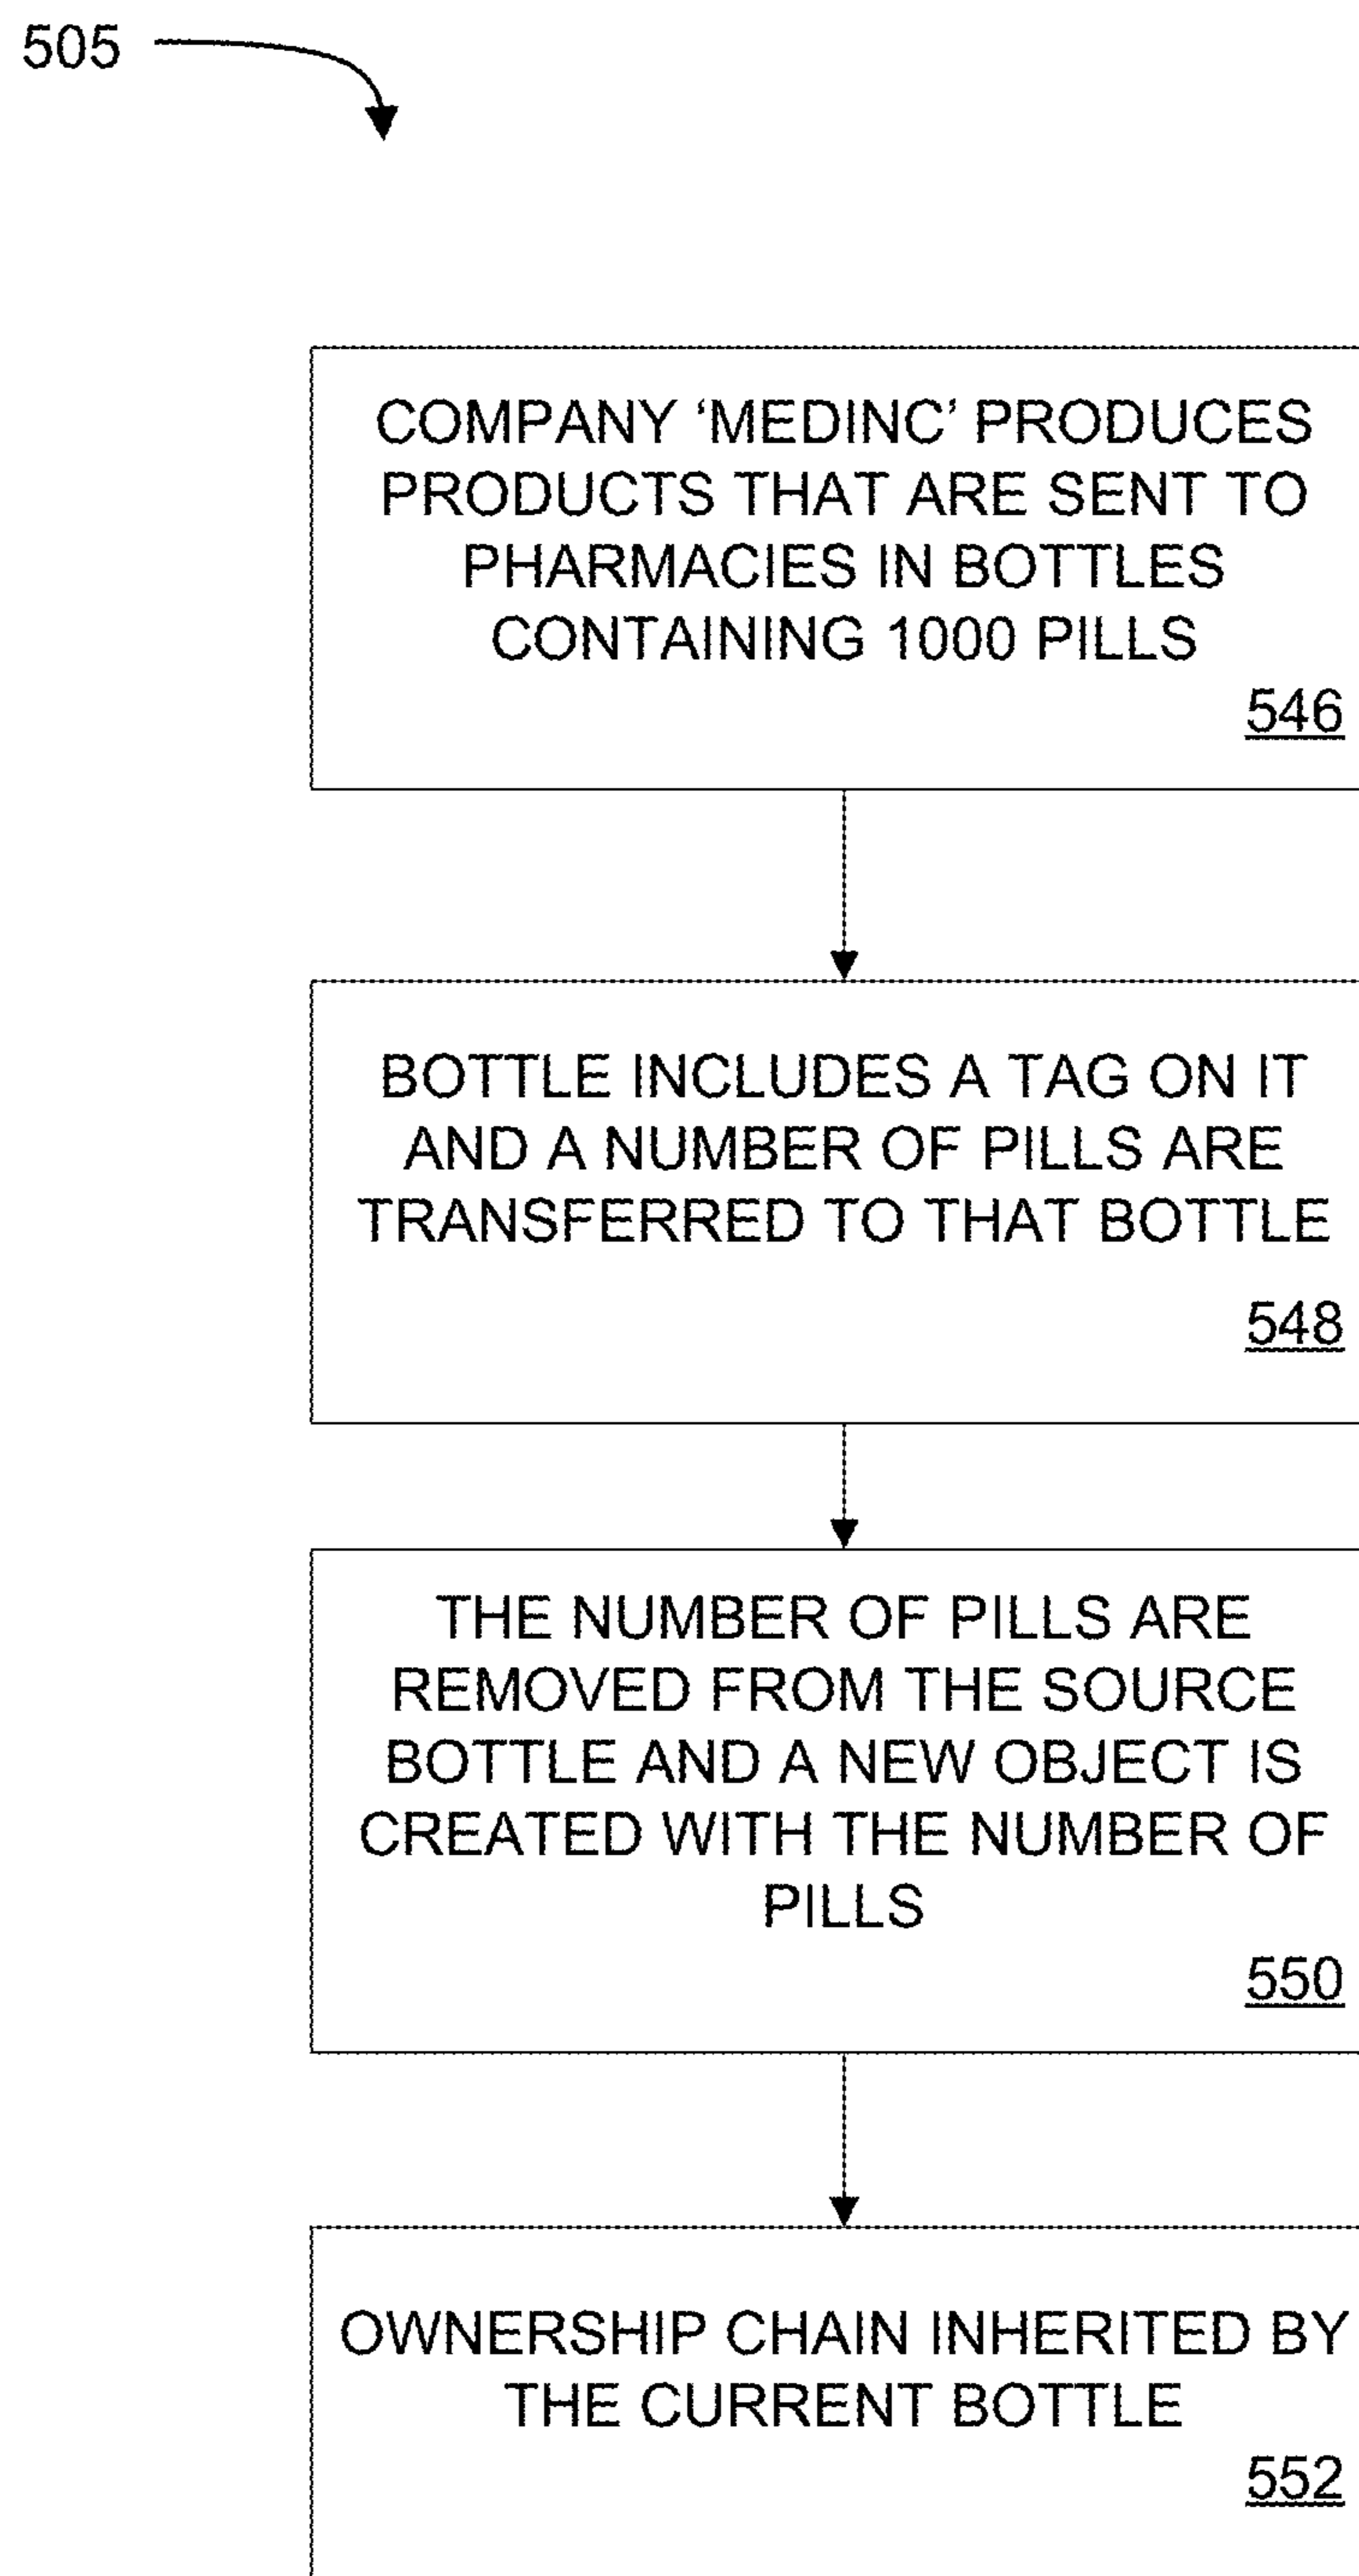 505
COMPANY ‘MEDINC’ PRODUCES
PRODUCTS THAT ARE SENT TO
PHARMACIES IN BOTTLES
CONTAINING 1000 PILLS
546
BOTTLE INCLUDES A TAG ON IT
AND A NUMBER OF PILLS ARE
TRANSFERRED TO THAT BOTTLE
548
THE NUMBER OF PILLS ARE
REMOVED FROM THE SOURCE
BOTTLE AND A NEW OBJECT IS
CREATED WITH THE NUMBER OF
PILLS
550
OWNERSHIP CHAIN INHERITED BY
THE CURRENT BOTTLE
552